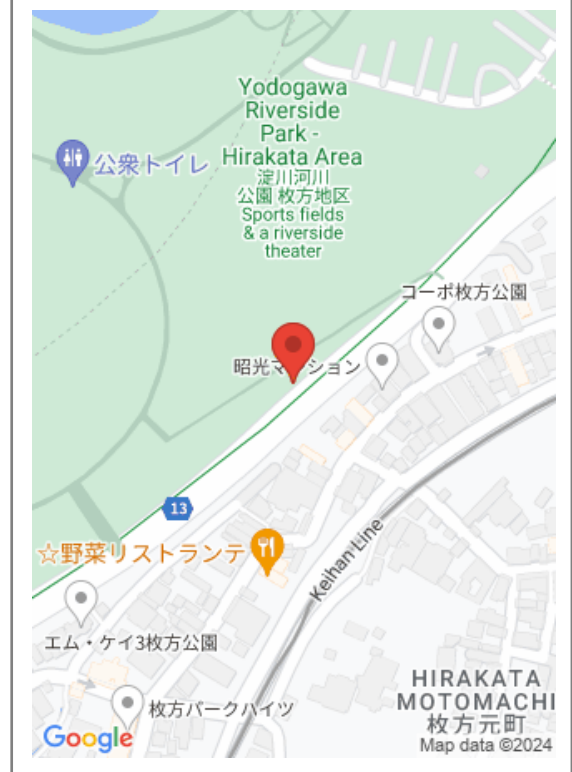 Yodogawa
Riverside
Park -
Hirakata Area
淀川河川
公園 枚方地区
Sports fields
& a riverside
theater
公衆トイレ
コーポ枚方公園
昭光マンション
13
☆野菜リストランテ
Keihan Line
エム・ケイ3枚方公園
枚方パークハイツ
HIRAKATA
MOTOMACHI
枚方元町
Google
Map data ©2024